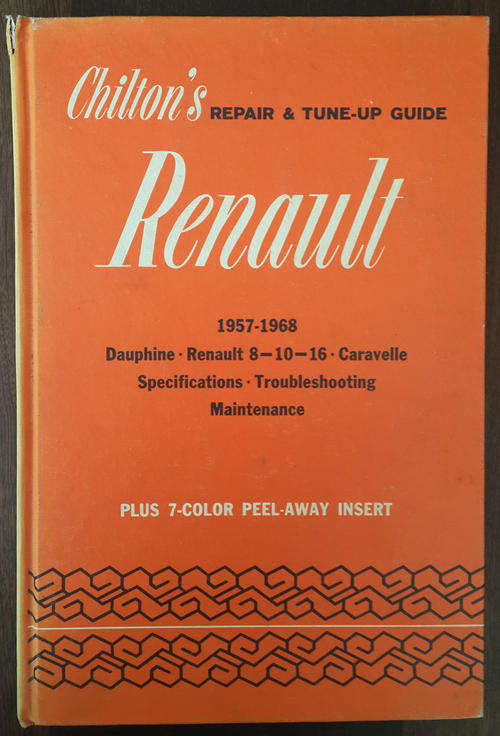 Chilton's REPAIR & TUNE-UP GUIDE
Renault
1957-1968
Dauphine · Renault 8-10-16 · Caravelle
Specifications · Troubleshooting
Maintenance
PLUS 7-COLOR PEEL-AWAY INSERT